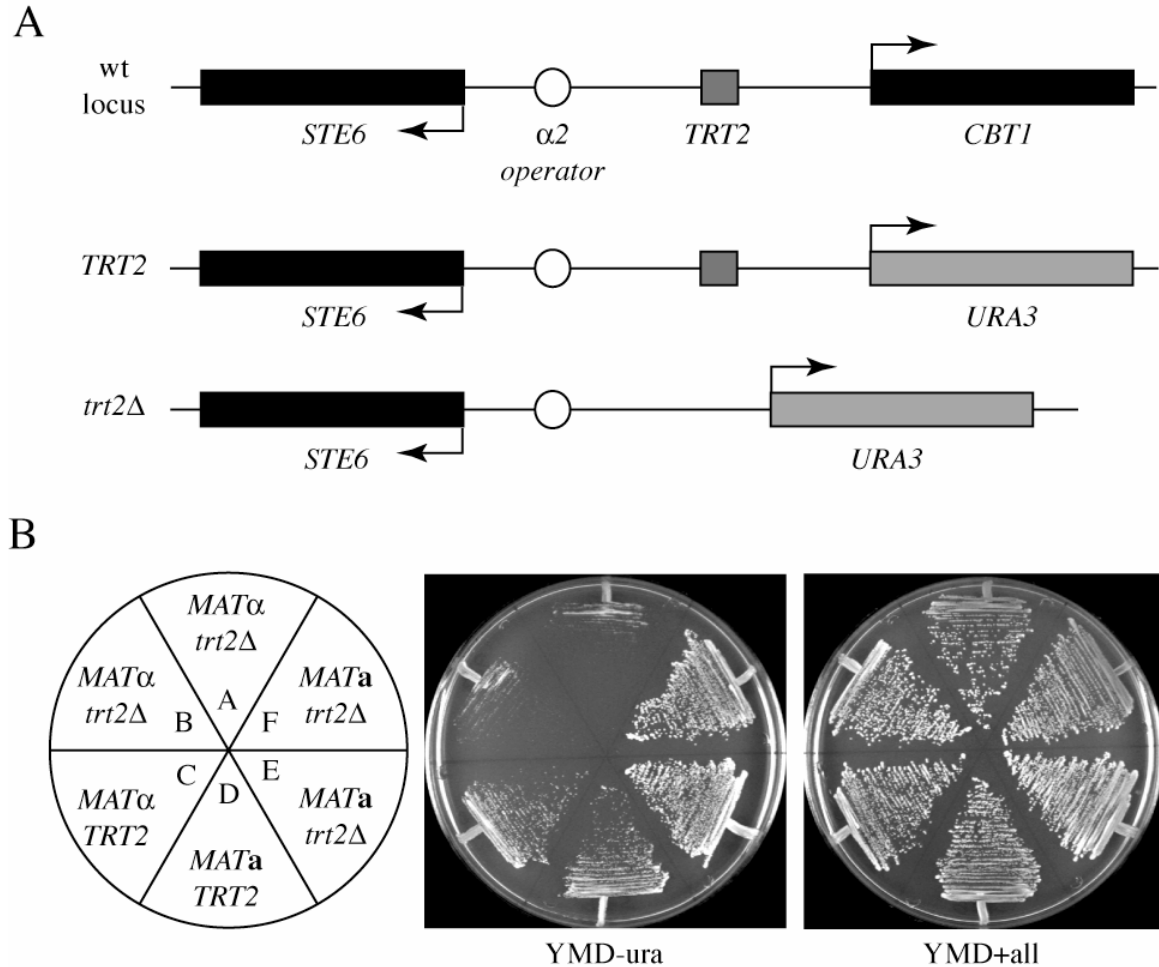 A
wt
locus
STE6
α2
operator
TRT2
CBT1
TRT2
STE6
URA3
trt2Δ
STE6
URA3
B
MATα
trt2Δ
MATα
trt2Δ
B
A
F
MATa
trt2Δ
C
D
E
MATα
TRT2
MATa
TRT2
MATa
trt2Δ
YMD-ura
YMD+all